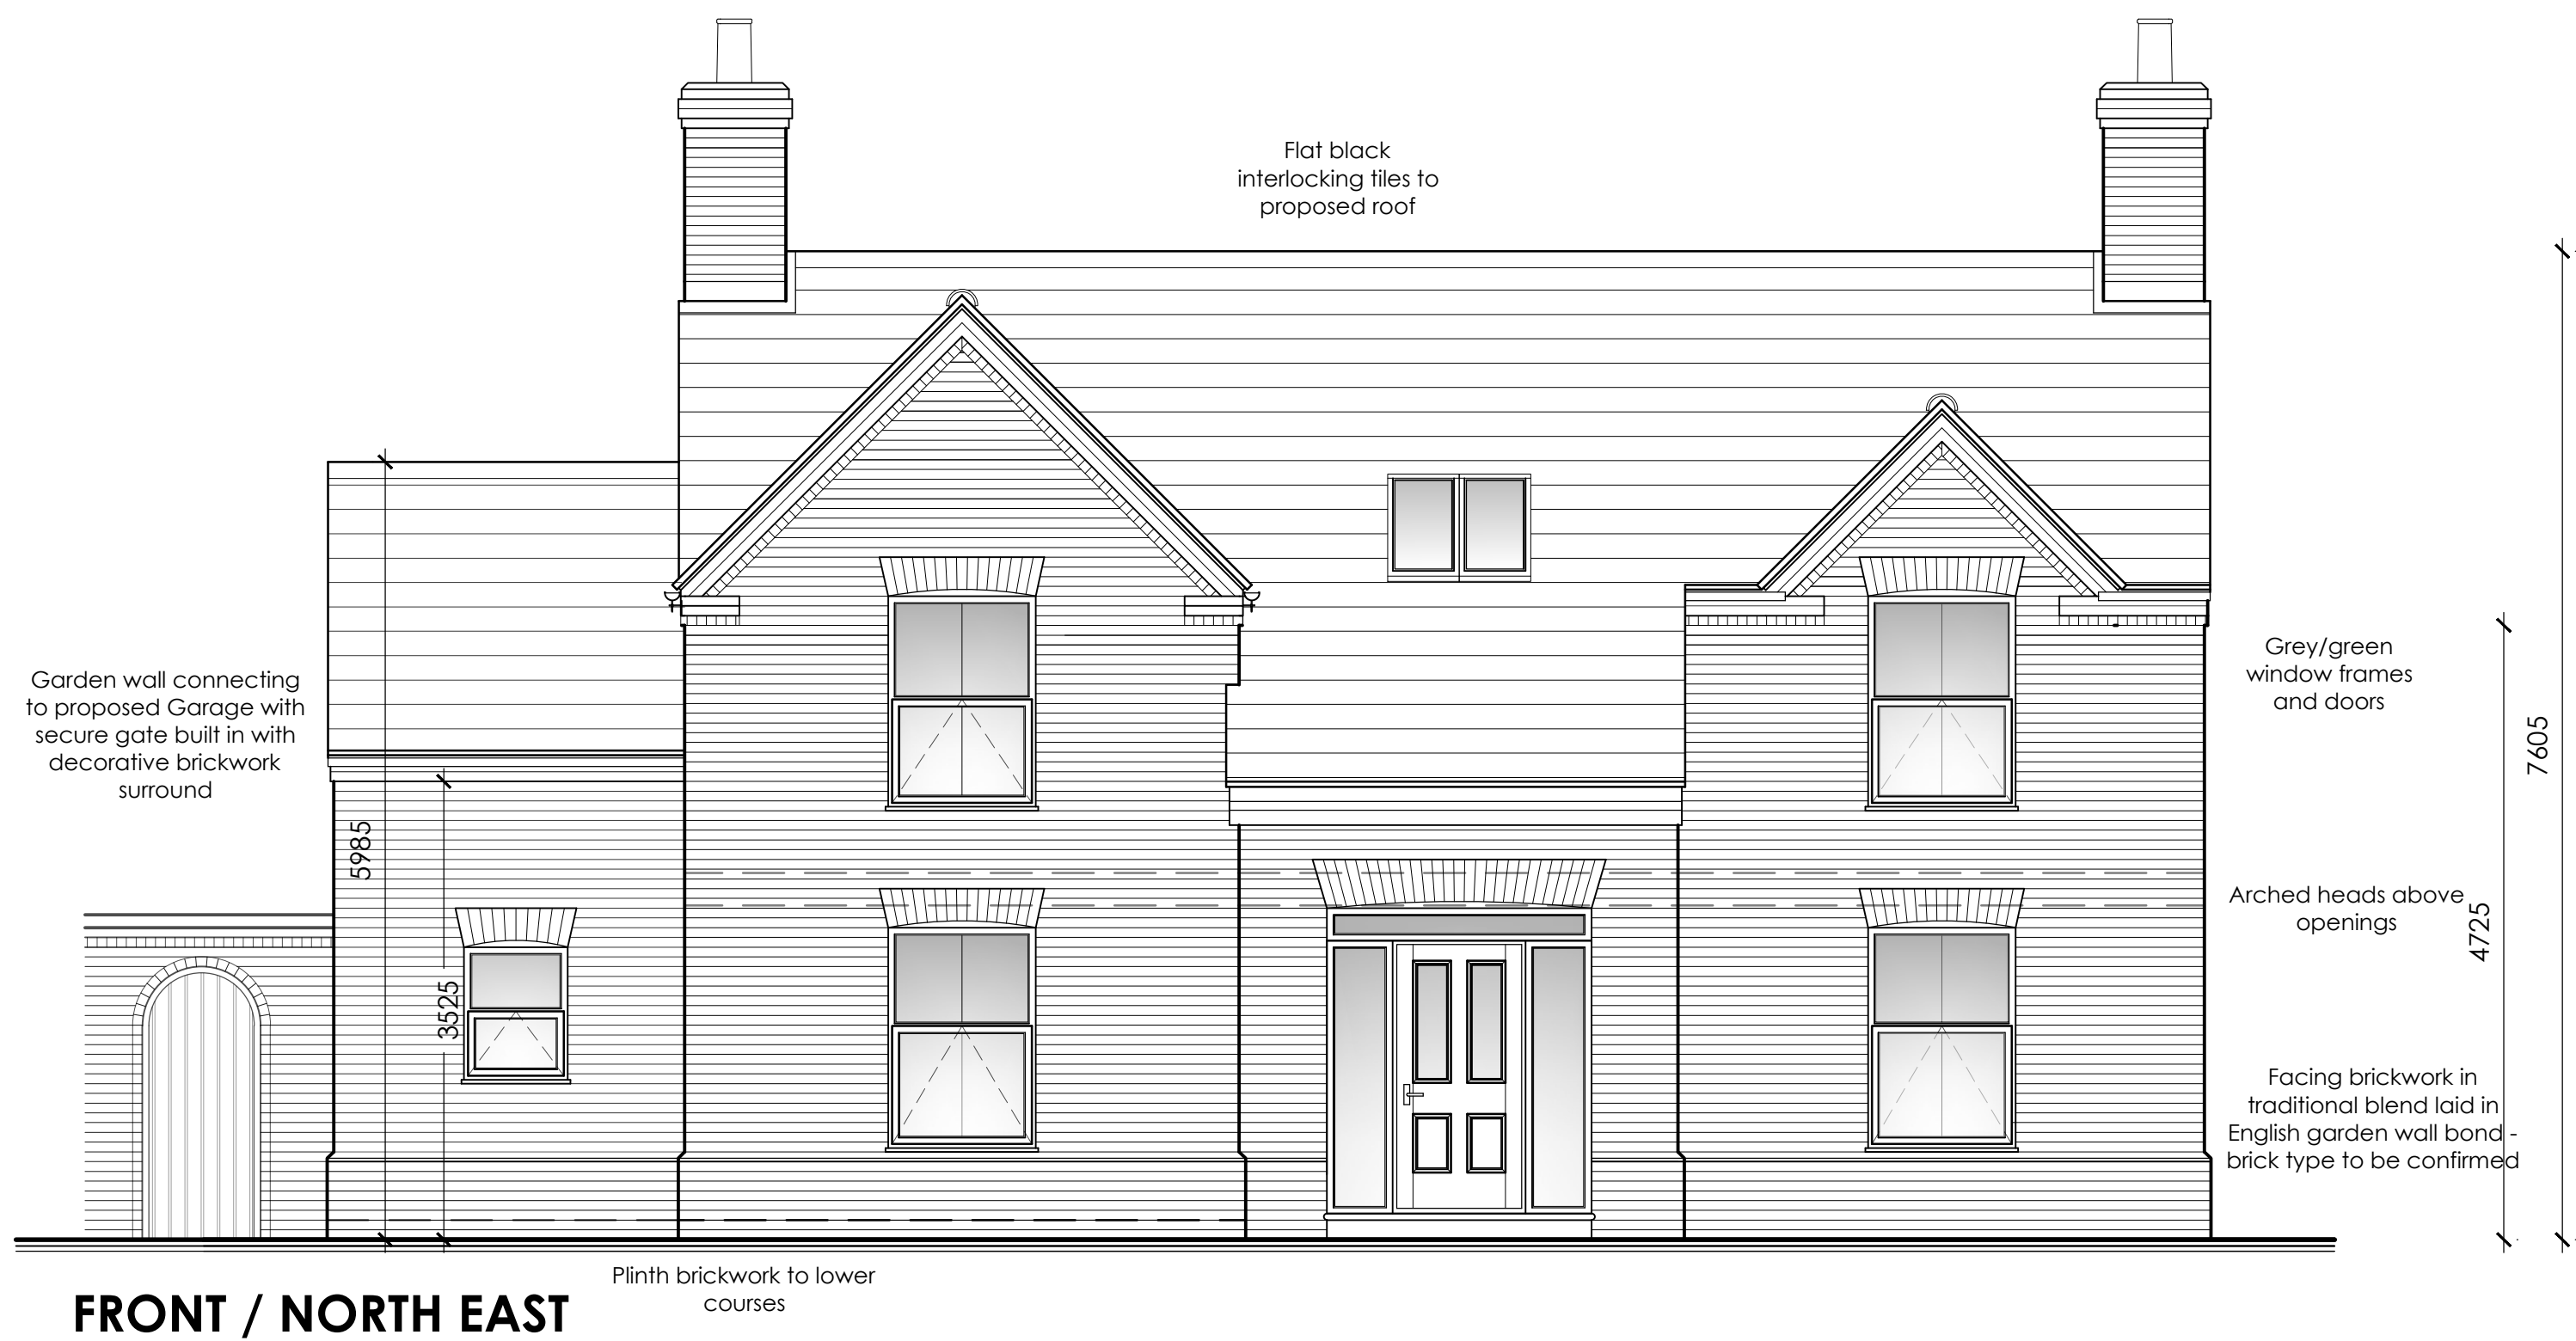 Flat black
interlocking tiles to
proposed roof
Garden wall connecting
to proposed Garage with
secure gate built in with
decorative brickwork
surround
5985
3525
Grey/green
window frames
and doors
7605
Arched heads above
openings
4725
Facing brickwork in
traditional blend laid in
English garden wall bond -
brick type to be confirmed
Plinth brickwork to lower
courses
FRONT / NORTH EAST